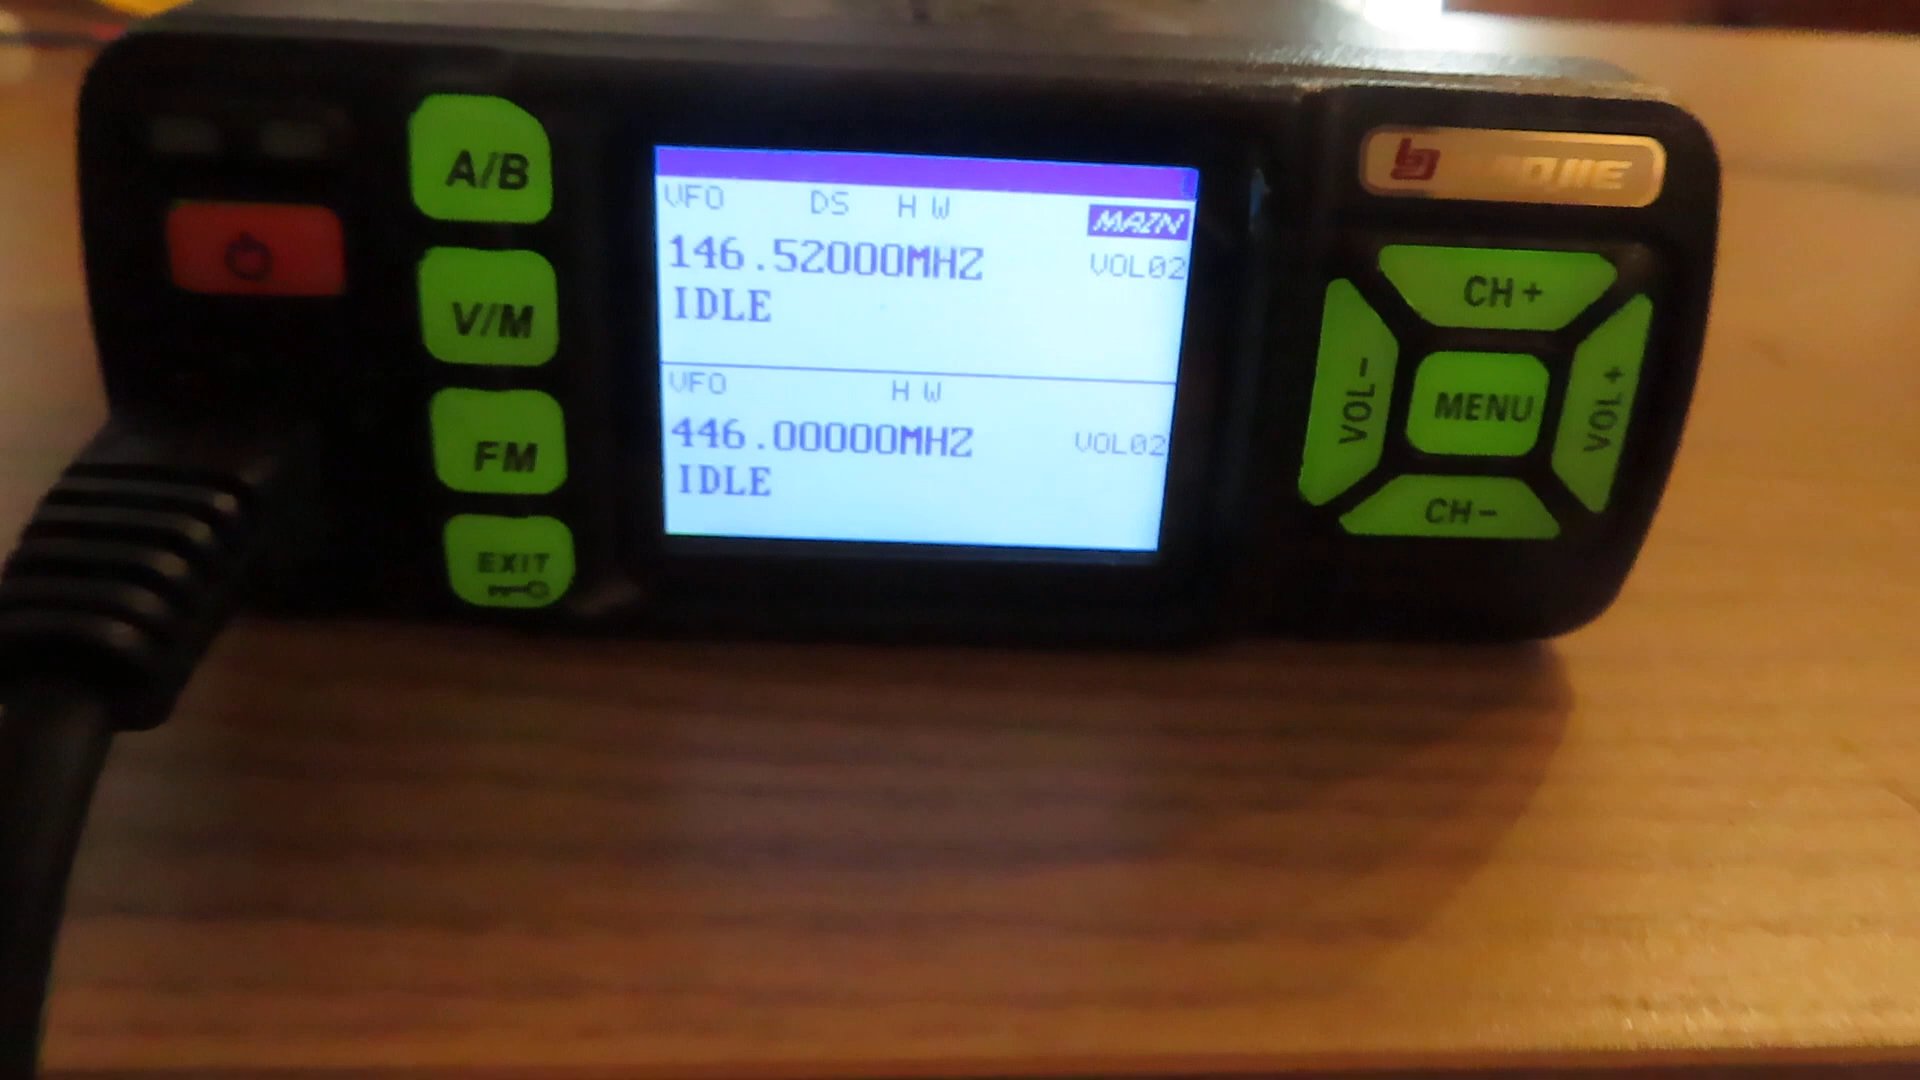 A/B
V/M
FM
EXIT
VFO DS H W MAIN
146.52000MHZ VOL02
IDLE
VFO H W
446.00000MHZ VOL02
IDLE
CH+
VOL-
MENU
VOL+
CH-